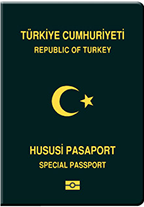 TÜRKİYE CUMHURİYETİ
REPUBLIC OF TURKEY
HUSUSİ PASAPORT
SPECIAL PASSPORT